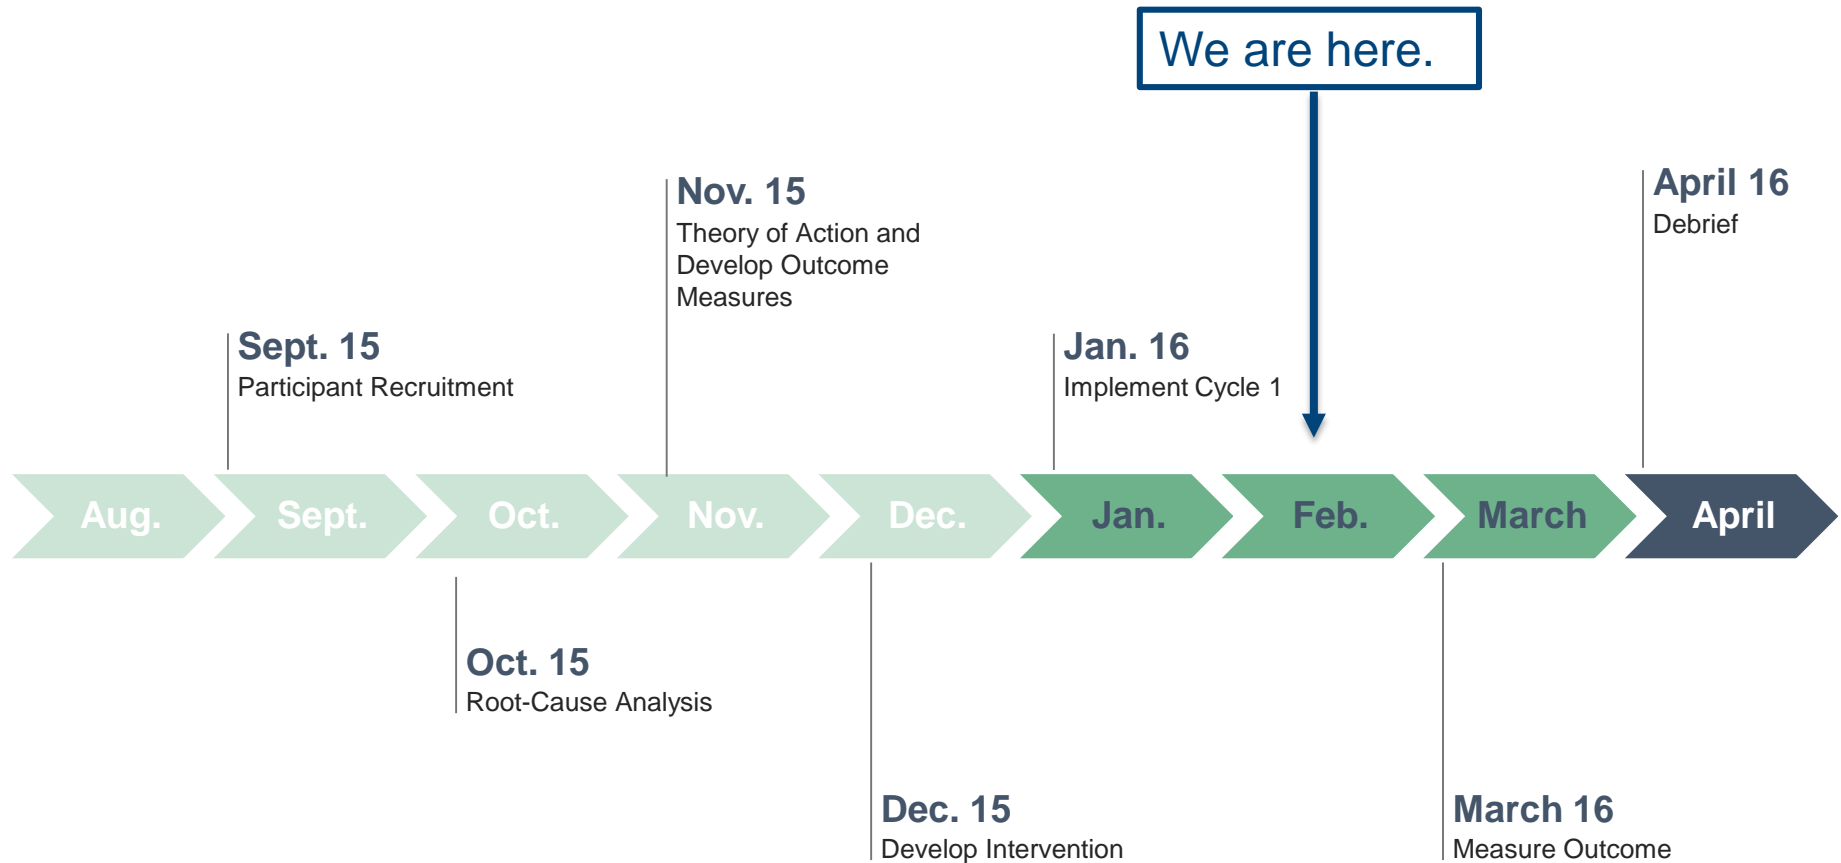 We are here.
Nov. 15
Theory of Action and
Develop Outcome
Measures
April 16
Debrief
Sept. 15
Participant Recruitment
Jan. 16
Implement Cycle 1
Aug.
Sept.
Oct.
Nov.
Dec.
Jan.
Feb.
March
April
Oct. 15
Root-Cause Analysis
Dec. 15
Develop Intervention
March 16
Measure Outcome